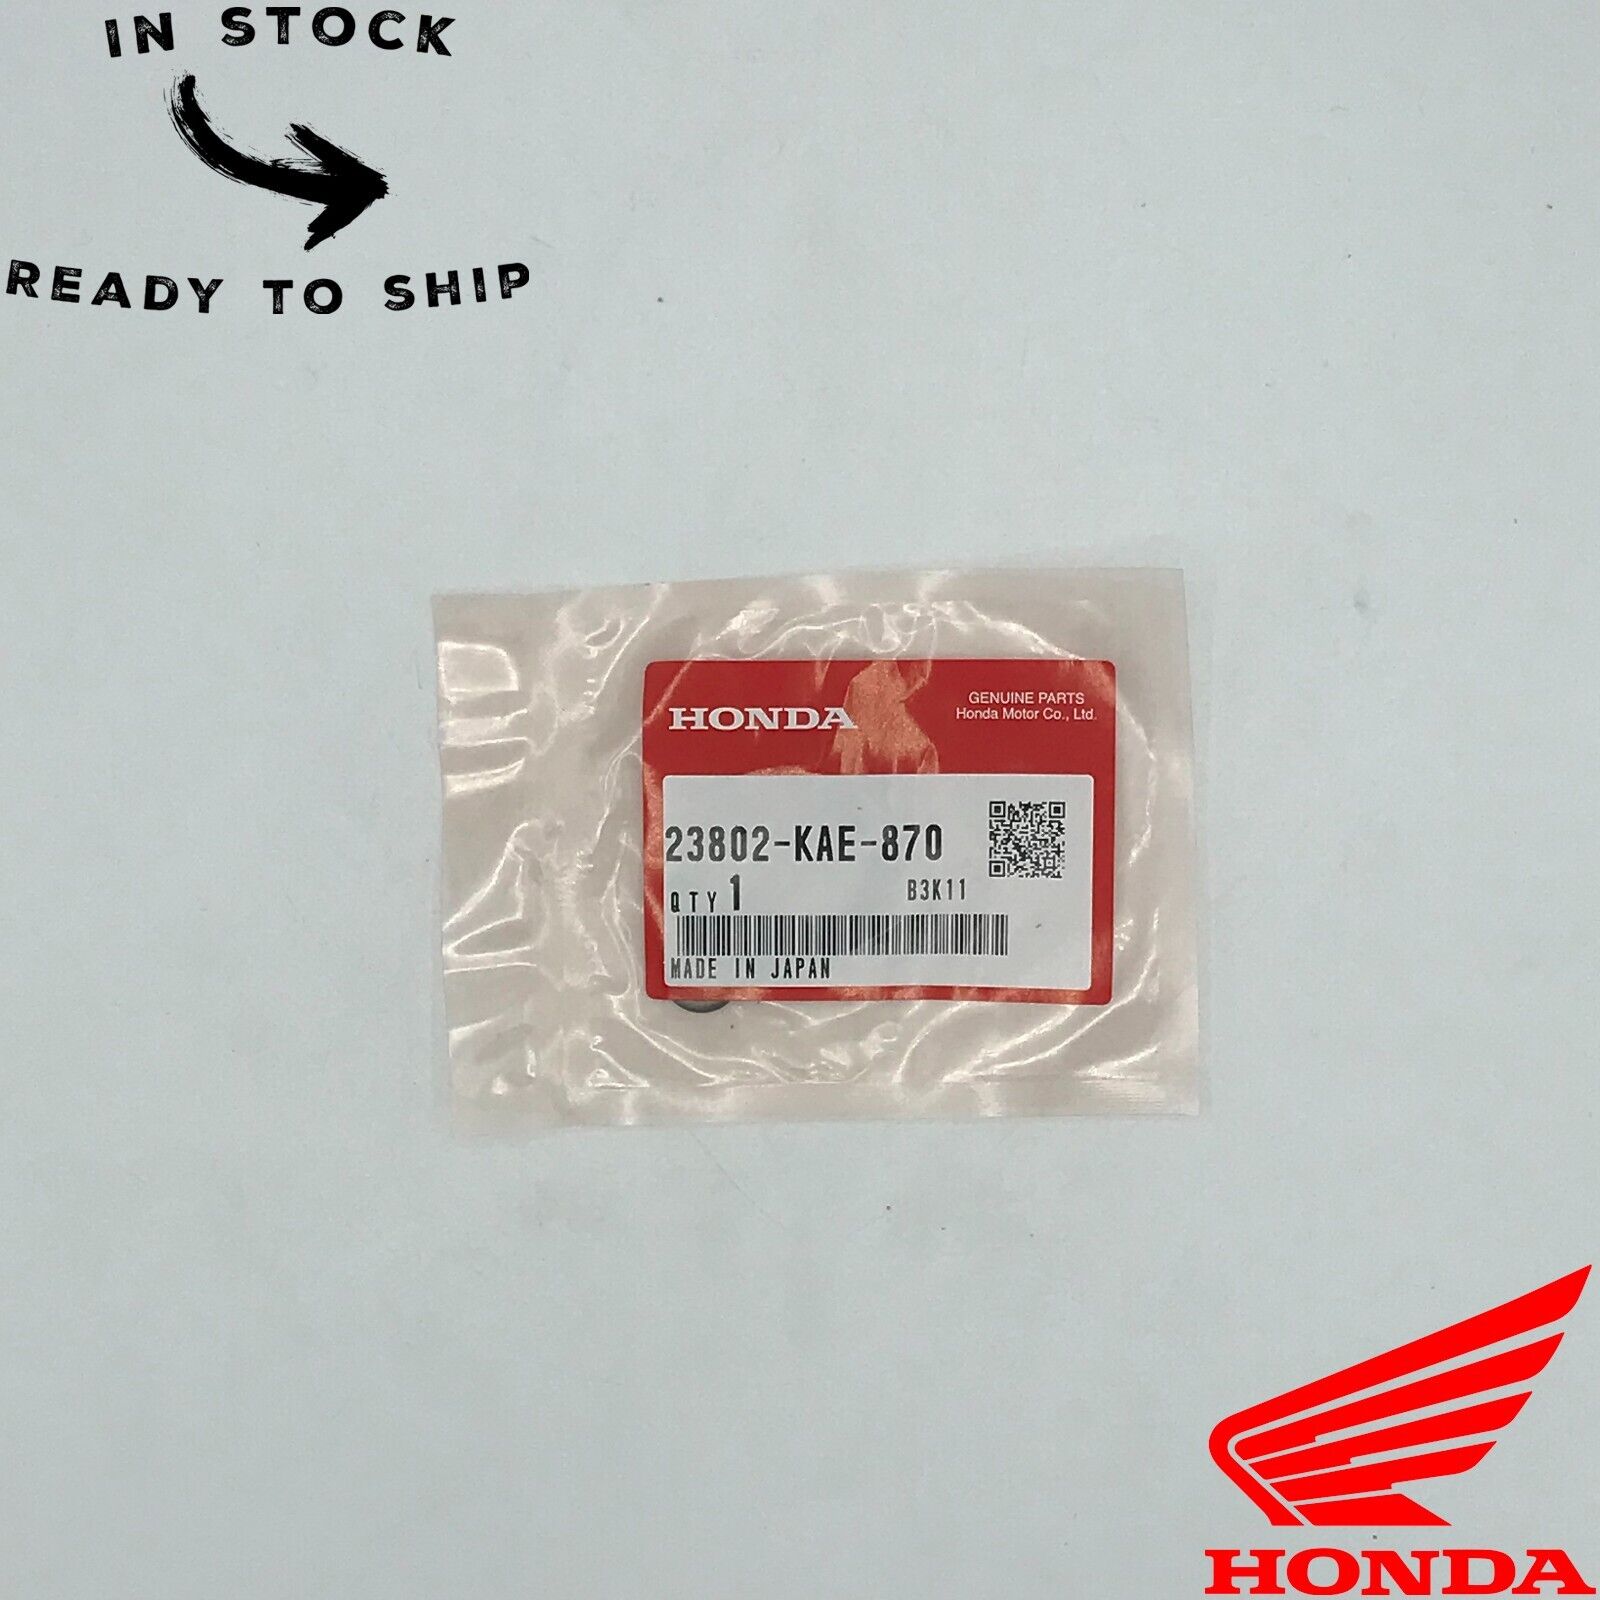 IN STOCK
READY TO SHIP
HONDA
GENUINE PARTS
Honda Motor Co., Ltd.
23802-KAE-870
QTY 1 B3K11
MADE IN JAPAN
HONDA